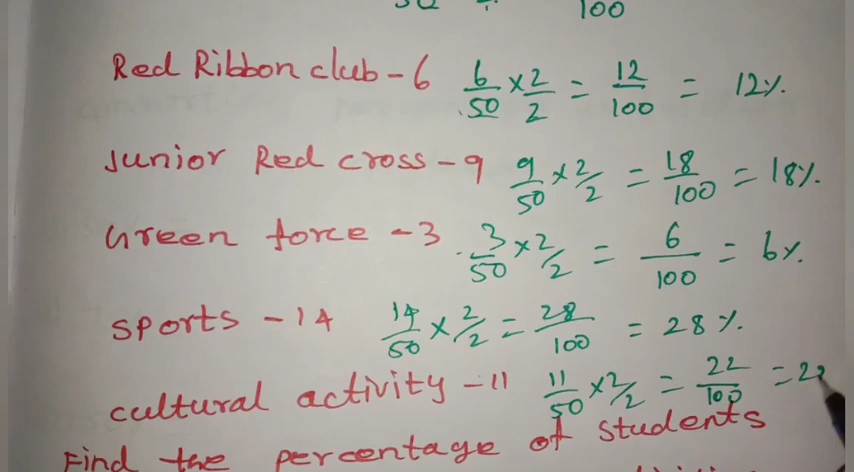 100
Red Ribbon club - 6 6/50 × 2/2 = 12/100 = 12%.
Junior Red cross - 9 9/50 × 2/2 = 18/100 = 18%.
Green force - 3 3/50 × 2/2 = 6/100 = 6%.
sports - 14 14/50 × 2/2 = 28/100 = 28%.
cultural activity - 11 11/50 × 2/2 = 22/100 = 22
Find the percentage of students